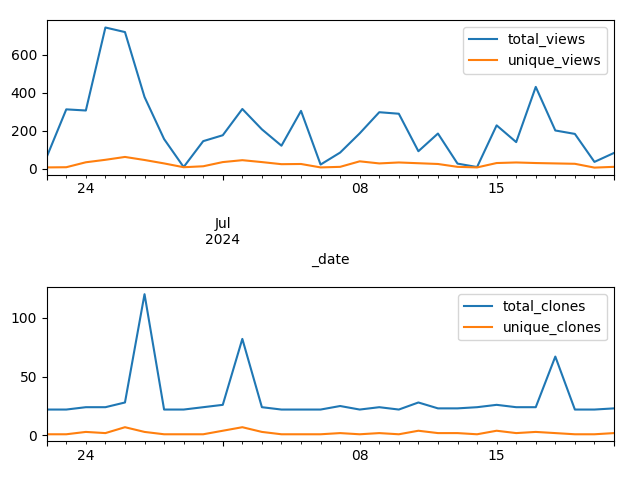 600
400
200
0
total_views
unique_views
24
08
15
Jul
2024
_date
100
50
0
total_clones
unique_clones
24
08
15